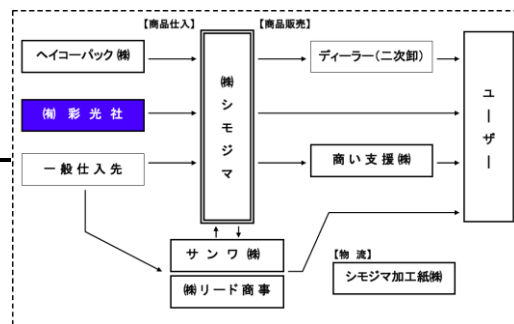 【商品仕入】
【商品販売】
ヘイコーパック㈱
㈱シモジマ
ディーラー(二次卸)
ユーザー
㈲ 彩光社
一般仕入先
商い支援㈱
サンワ㈱
【物 流】
㈱リード商事
シモジマ加工紙㈱